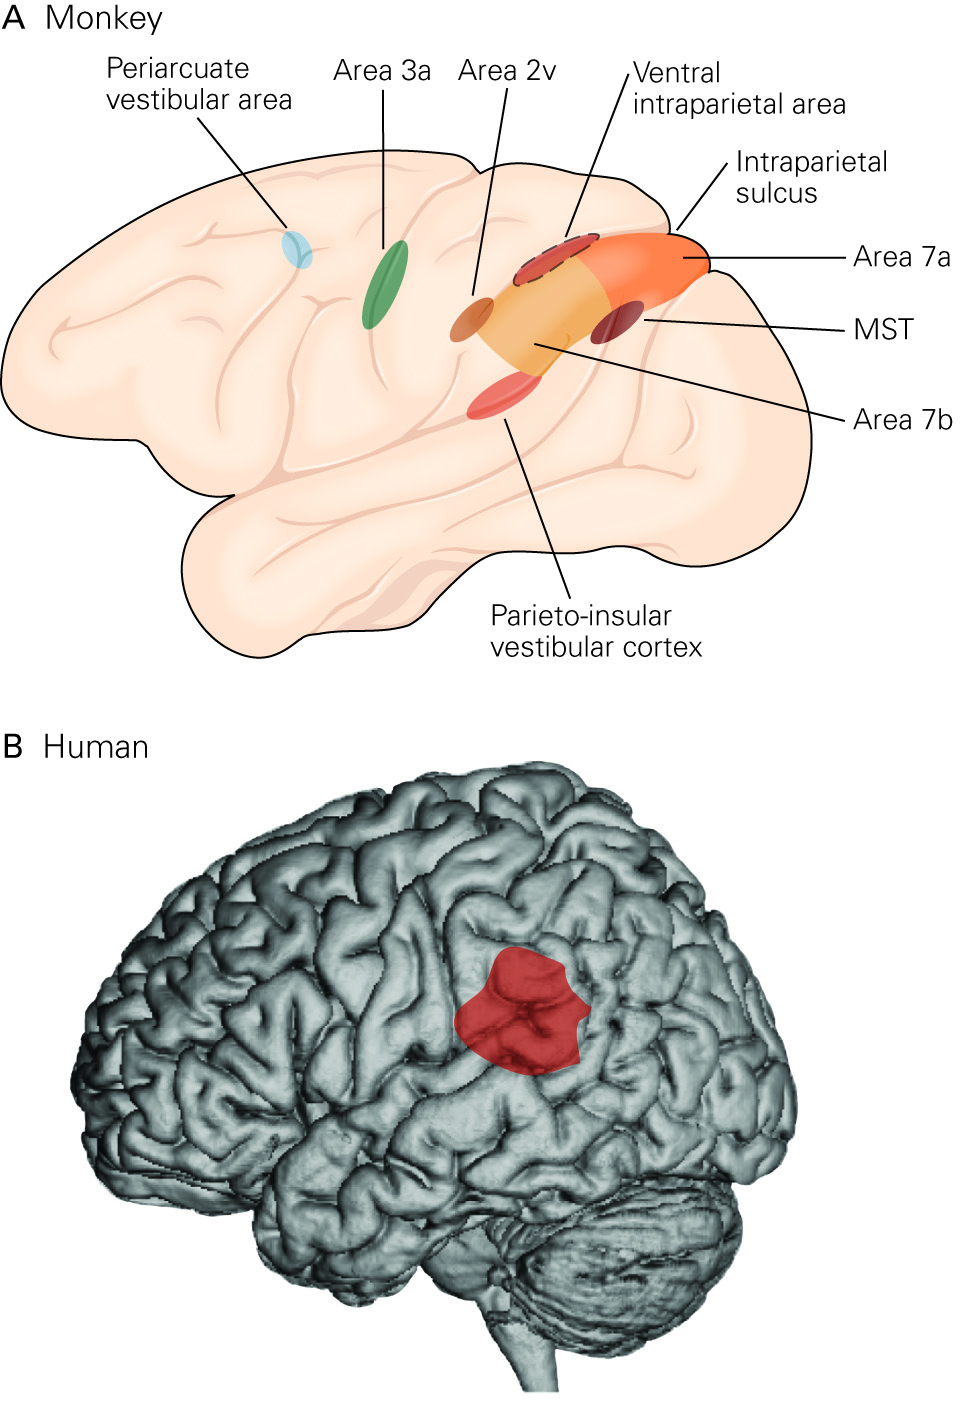 A Monkey
Periarcuate
vestibular area
Area 3a
Area 2v
Ventral
intraparietal area
Intraparietal
sulcus
Area 7a
MST
Area 7b
Parieto-insular
vestibular cortex
B Human